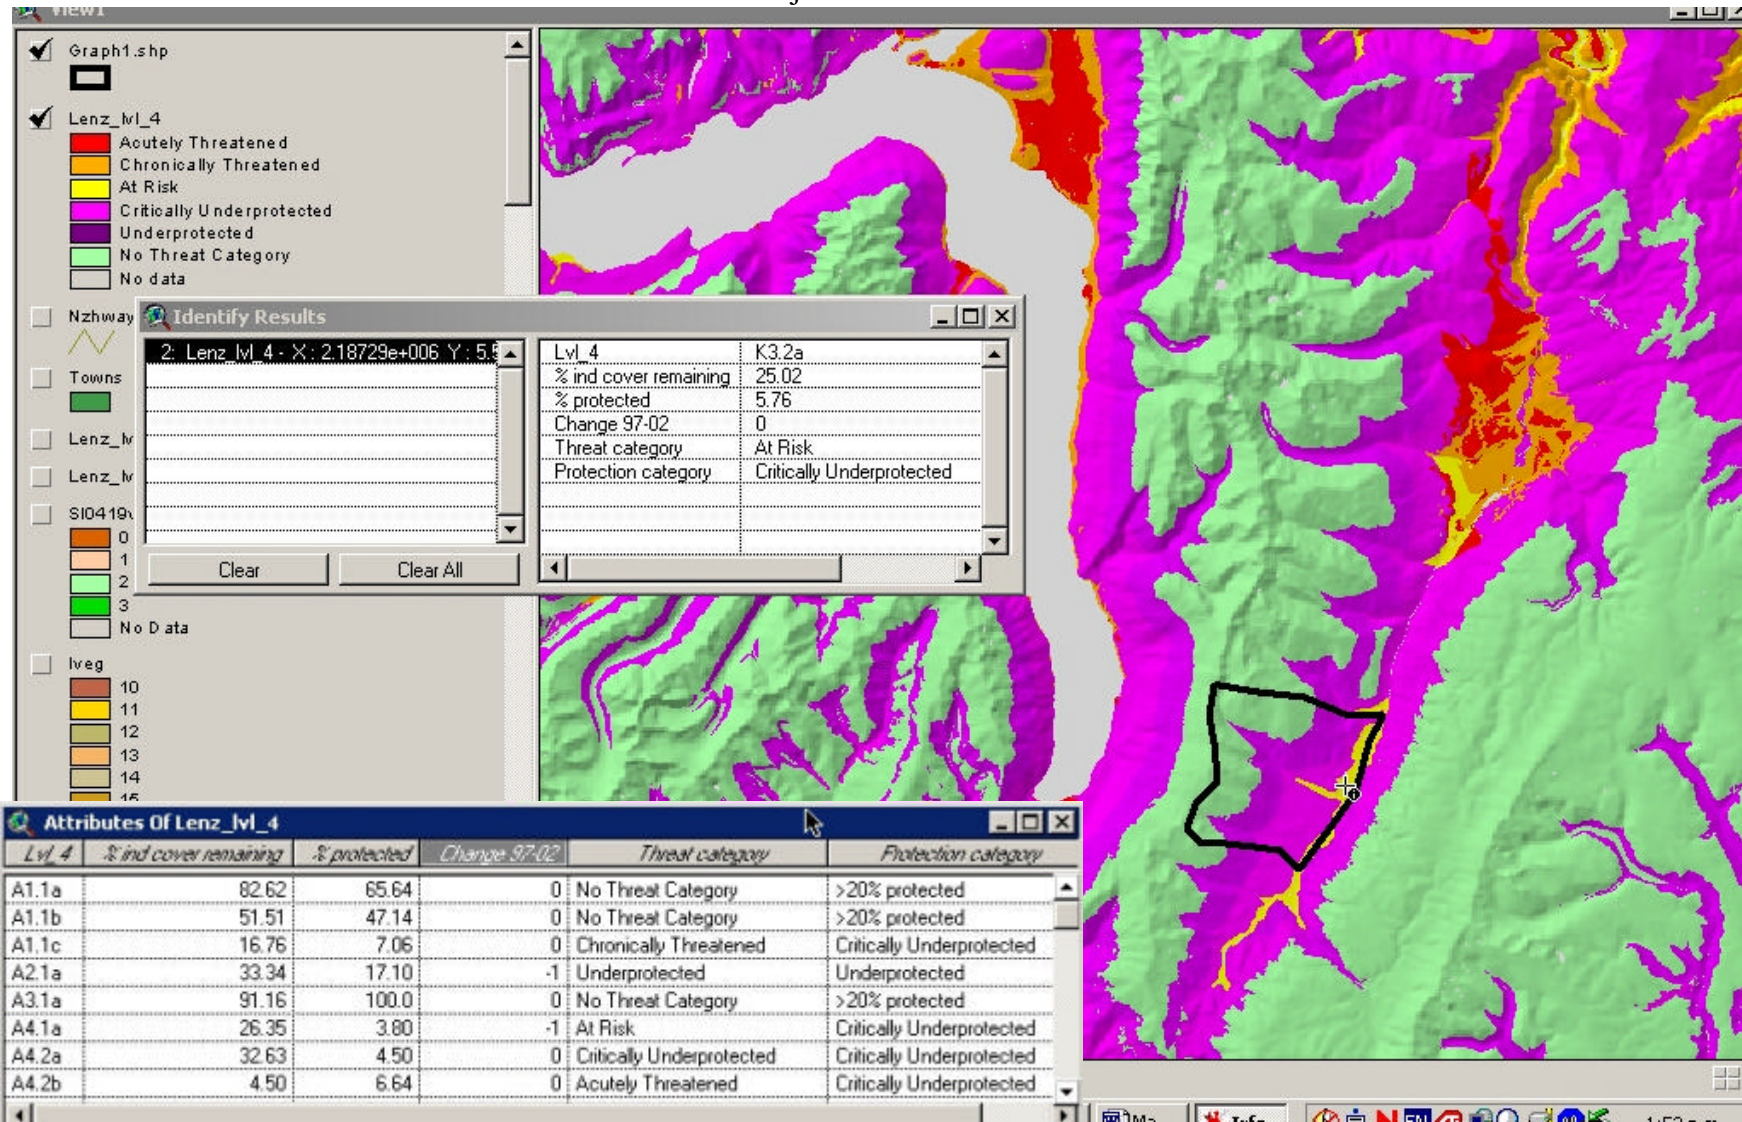 View1
Graph1.shp
Lenz_lvl_4
Acutely Threatened
Chronically Threatened
At Risk
Critically Underprotected
Underprotected
No Threat Category
No data
Nzhway
Towns
Lenz_lv
Lenz_lv
Sl0419v
0
1
2
3
No Data
lveg
10
11
12
13
14
15
Identify Results
2: Lenz_lvl_4 - X: 2.18729e+006 Y: 5.5
Clear Clear All
Lvl_4 K3.2a
% ind cover remaining 25.02
% protected 5.76
Change 97-02 0
Threat category At Risk
Protection category Critically Underprotected
Attributes Of Lenz_lvl_4
Lvl_4 % ind cover remaining % protected Change 97-02 Threat category Protection category
A1.1a 82.62 65.64 0 No Threat Category >20% protected
A1.1b 51.51 47.14 0 No Threat Category >20% protected
A1.1c 16.76 7.06 0 Chronically Threatened Critically Underprotected
A2.1a 33.34 17.10 -1 Underprotected Underprotected
A3.1a 91.16 100.0 0 No Threat Category >20% protected
A4.1a 26.35 3.80 -1 At Risk Critically Underprotected
A4.2a 32.63 4.50 0 Critically Underprotected Critically Underprotected
A4.2b 4.50 6.64 0 Acutely Threatened Critically Underprotected